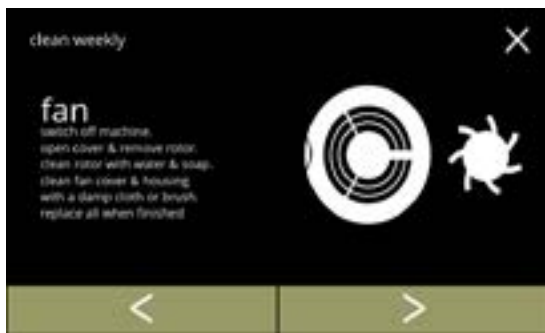 clean weekly
fan
switch off machine.
open cover & remove rotor.
clean rotor with water & soap.
clean fan cover & housing
with a damp cloth or brush.
replace all when finished